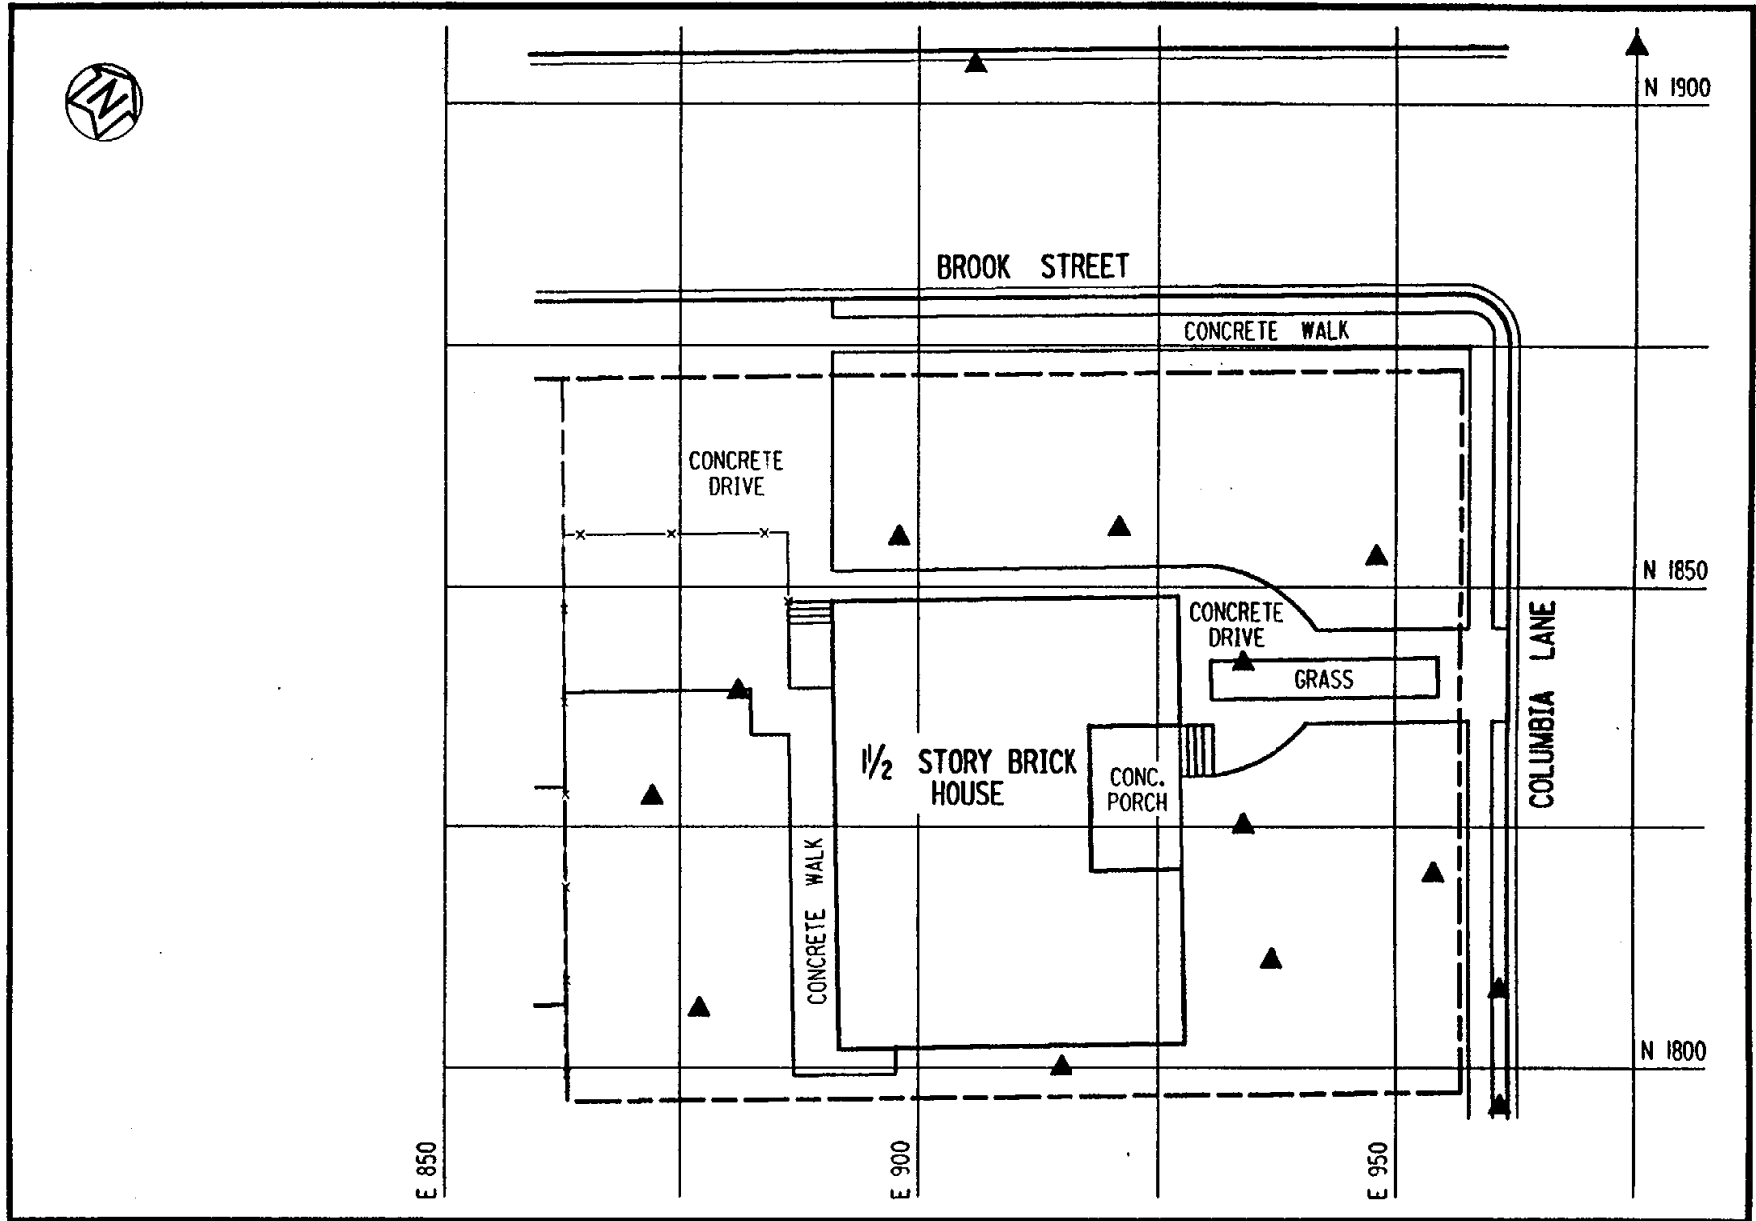 N
N 1900
BROOK STREET
CONCRETE WALK
CONCRETE
DRIVE
N 1850
CONCRETE
DRIVE
GRASS
COLUMBIA LANE
1 1/2 STORY BRICK
HOUSE
CONC.
PORCH
CONCRETE WALK
N 1800
E 850
E 900
E 950